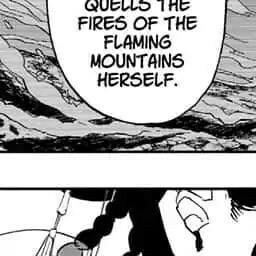 QUELLS THE
FIRES OF THE
FLAMING
MOUNTAINS
HERSELF.